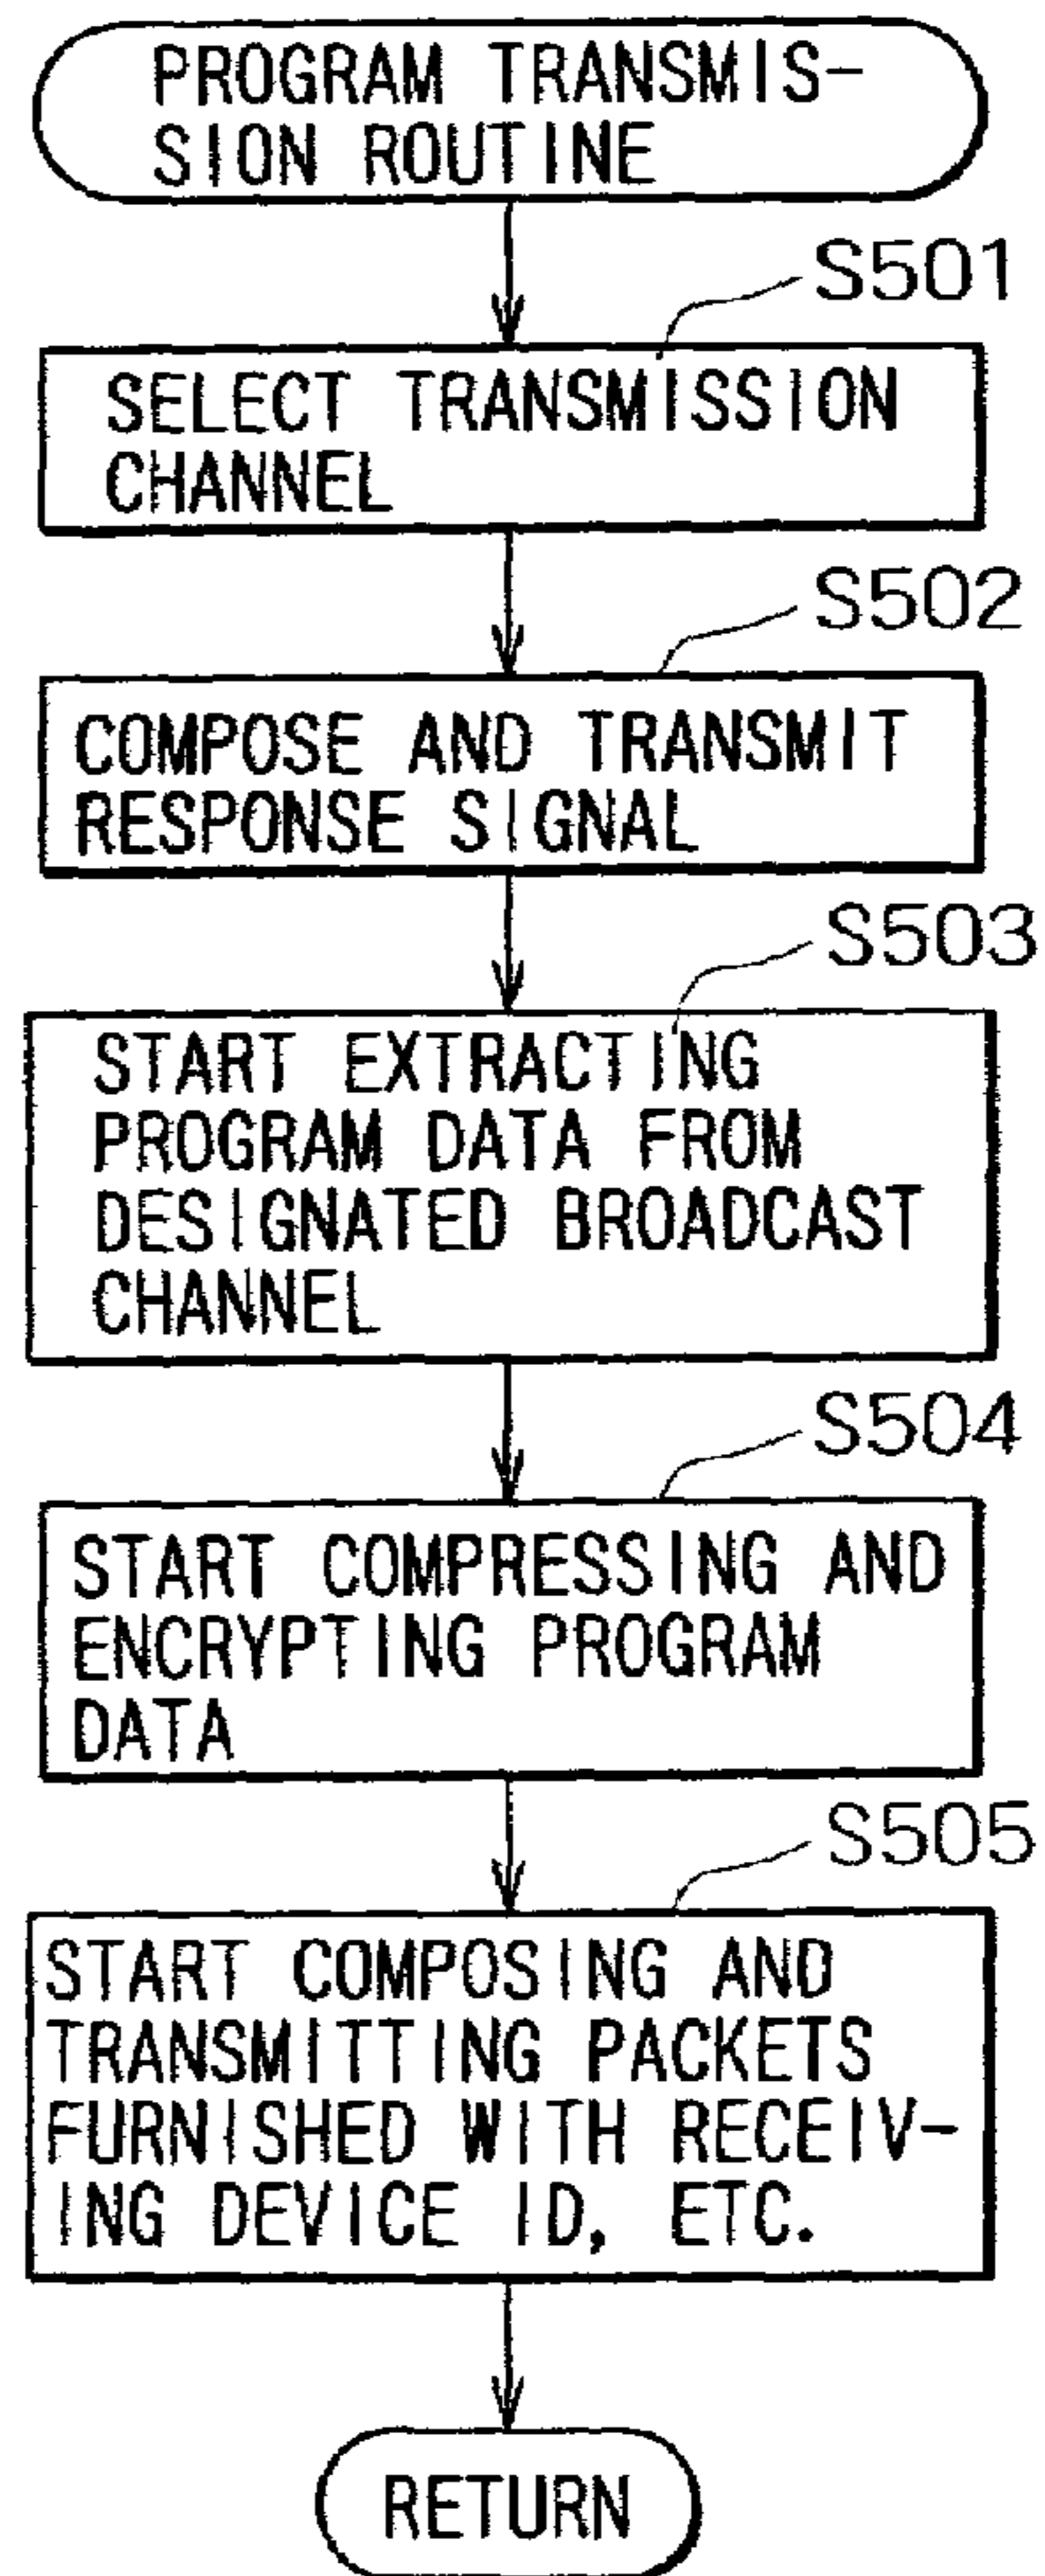 PROGRAM TRANSMIS-
SION ROUTINE
S501
SELECT TRANSMISSION
CHANNEL
S502
COMPOSE AND TRANSMIT
RESPONSE SIGNAL
S503
START EXTRACTING
PROGRAM DATA FROM
DESIGNATED BROADCAST
CHANNEL
S504
START COMPRESSING AND
ENCRYPTING PROGRAM
DATA
S505
START COMPOSING AND
TRANSMITTING PACKETS
FURNISHED WITH RECEIV-
ING DEVICE ID, ETC.
RETURN